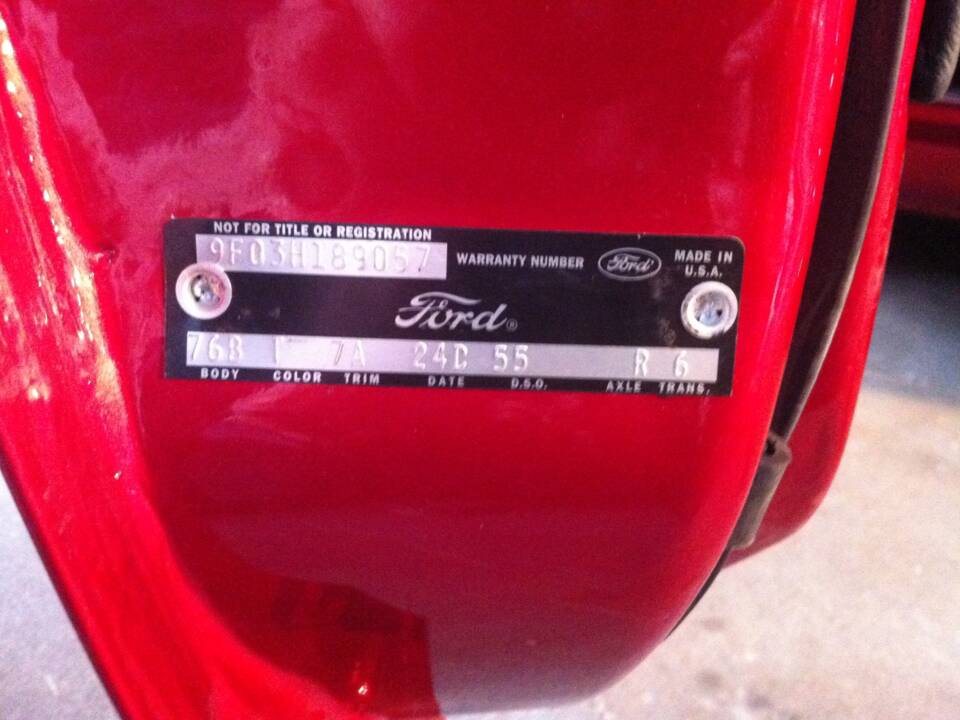 NOT FOR TITLE OR REGISTRATION
9F03H189057 WARRANTY NUMBER Ford MADE IN U.S.A.
Ford®
76B T 7A 24C 55 R 6
BODY COLOR TRIM DATE D.S.O. AXLE TRANS.